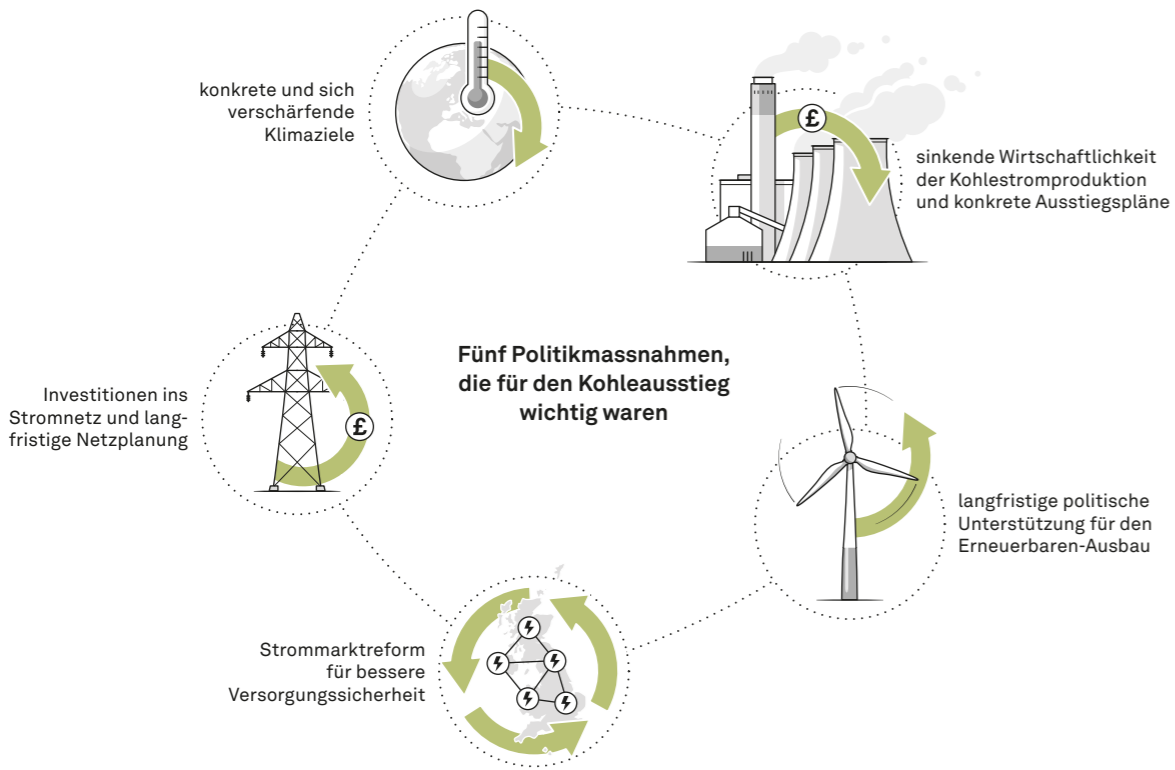 konkrete und sich
verschärfende
Klimaziele
£
sinkende Wirtschaftlichkeit
der Kohlestromproduktion
und konkrete Ausstiegspläne
Fünf Politikmassnahmen,
die für den Kohleausstieg
wichtig waren
Investitionen ins
Stromnetz und lang-
fristige Netzplanung
£
langfristige politische
Unterstützung für den
Erneuerbaren-Ausbau
Strommarktreform
für bessere
Versorgungssicherheit